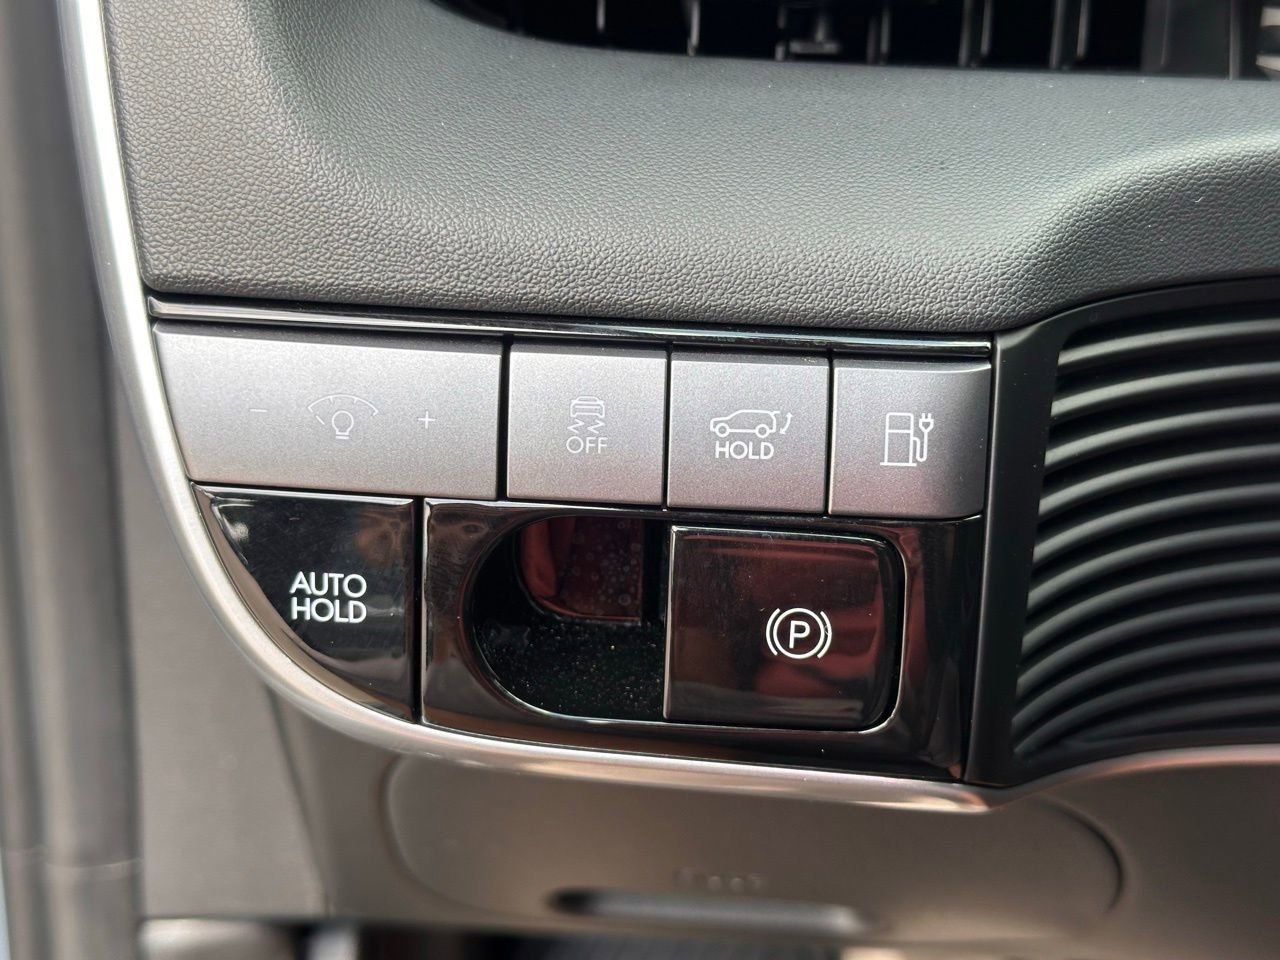 - +
OFF
HOLD
AUTO
HOLD
P